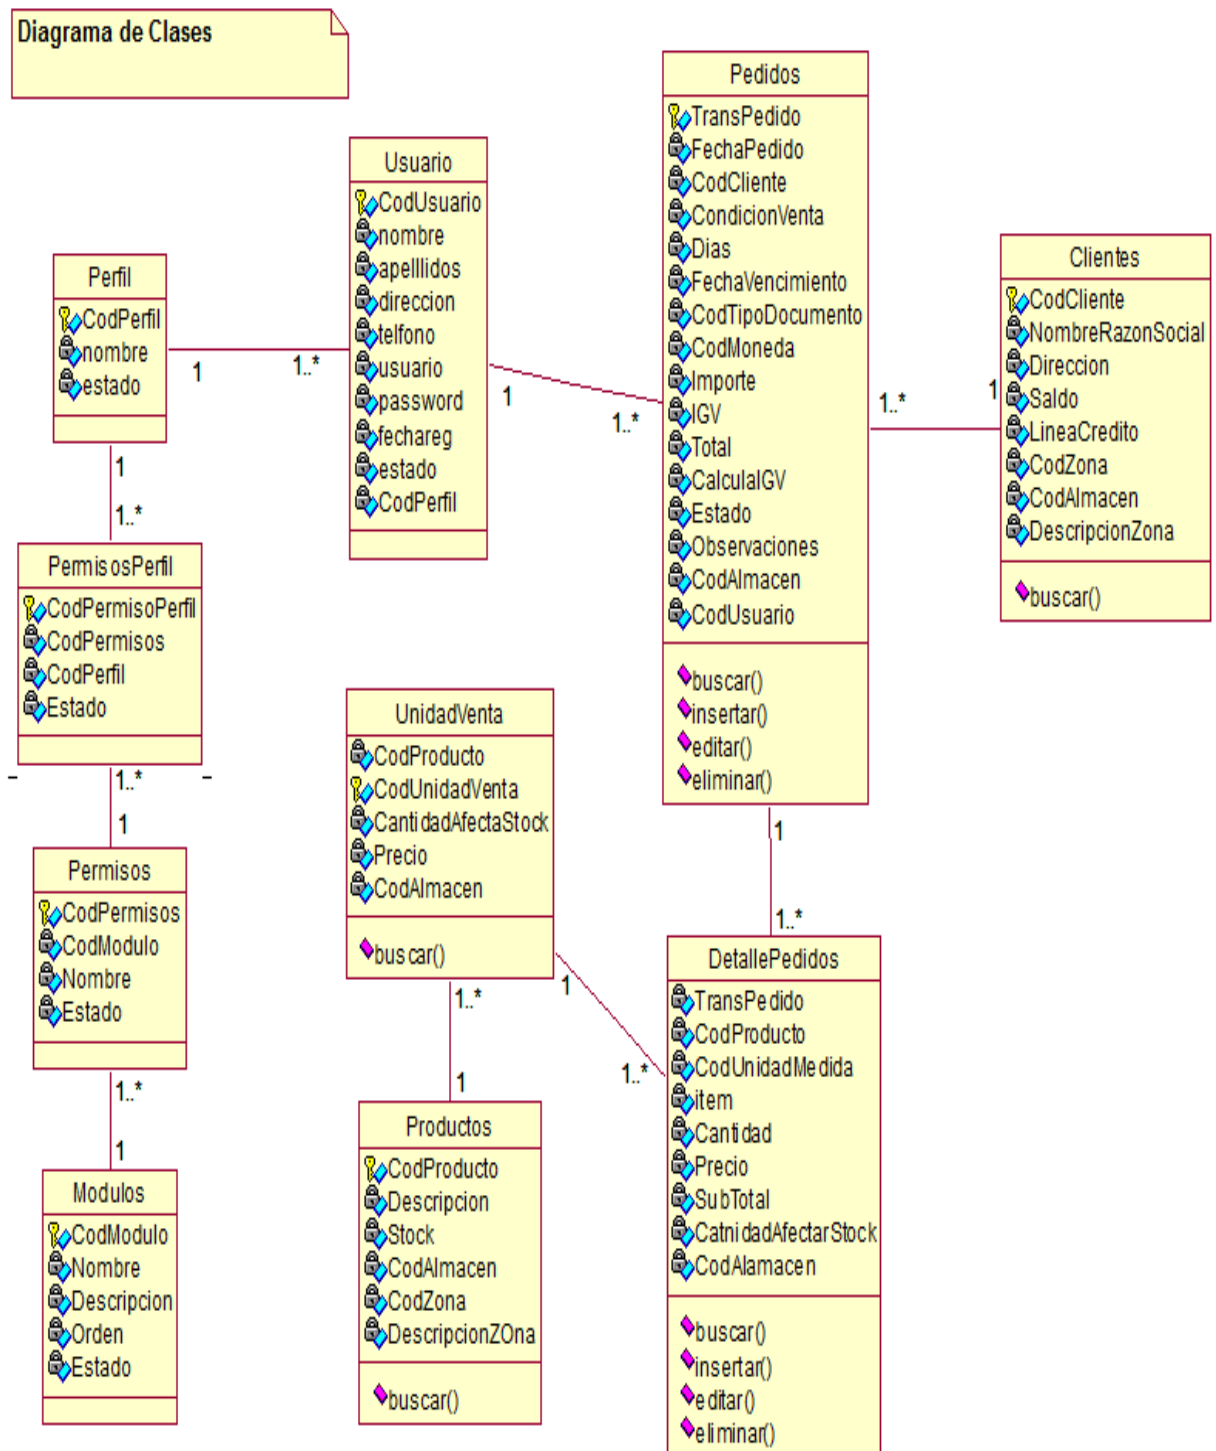 Diagrama de Clases
Perfil
CodPerfil
nombre
estado
1
1..*
1
1..*
Usuario
CodUsuario
nombre
apelllidos
direccion
telfono
usuario
password
fechareg
estado
CodPerfil
1
1..*
Pedidos
TransPedido
FechaPedido
CodCliente
CondicionVenta
Dias
FechaVencimiento
CodTipoDocumento
CodMoneda
Importe
IGV
Total
CalculaIGV
Estado
Observaciones
CodAlmacen
CodUsuario
buscar()
insertar()
editar()
eliminar()
1..*
1
Clientes
CodCliente
NombreRazonSocial
Direccion
Saldo
LineaCredito
CodZona
CodAlmacen
DescripcionZona
buscar()
PermisosPerfil
CodPermisoPerfil
CodPermisos
CodPerfil
Estado
1..*
1
Permisos
CodPermisos
CodModulo
Nombre
Estado
1..*
1
Modulos
CodModulo
Nombre
Descripcion
Orden
Estado
UnidadVenta
CodProducto
CodUnidadVenta
CantidadAfectaStock
Precio
CodAlmacen
buscar()
1..*
1
1
1..*
Productos
CodProducto
Descripcion
Stock
CodAlmacen
CodZona
DescripcionZOna
buscar()
1
1..*
DetallePedidos
TransPedido
CodProducto
CodUnidadMedida
item
Cantidad
Precio
SubTotal
CatnidadAfectarStock
CodAlamacen
buscar()
insertar()
editar()
eliminar()